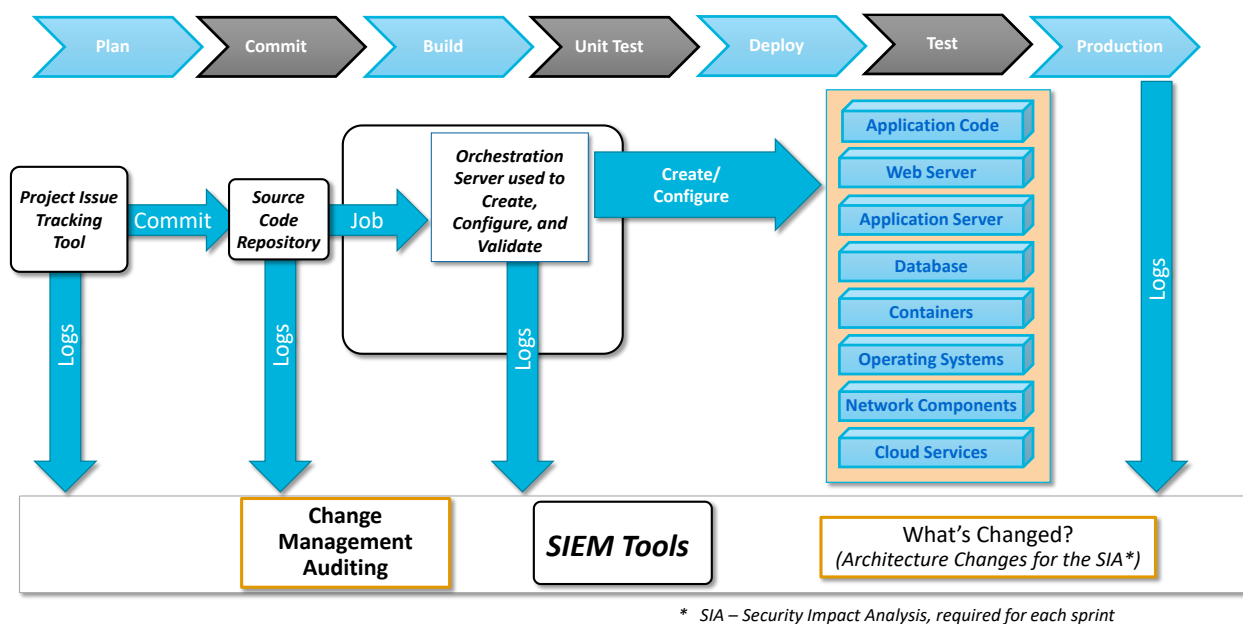 Plan
Commit
Build
Unit Test
Deploy
Test
Production
Project Issue
Tracking
Tool
Commit
Source
Code
Repository
Job
Orchestration
Server used to
Create,
Configure, and
Validate
Create/
Configure
Application Code
Web Server
Application Server
Database
Containers
Operating Systems
Network Components
Cloud Services
Logs
Logs
Logs
Logs
Change
Management
Auditing
SIEM Tools
What's Changed?
(Architecture Changes for the SIA*)
* SIA – Security Impact Analysis, required for each sprint